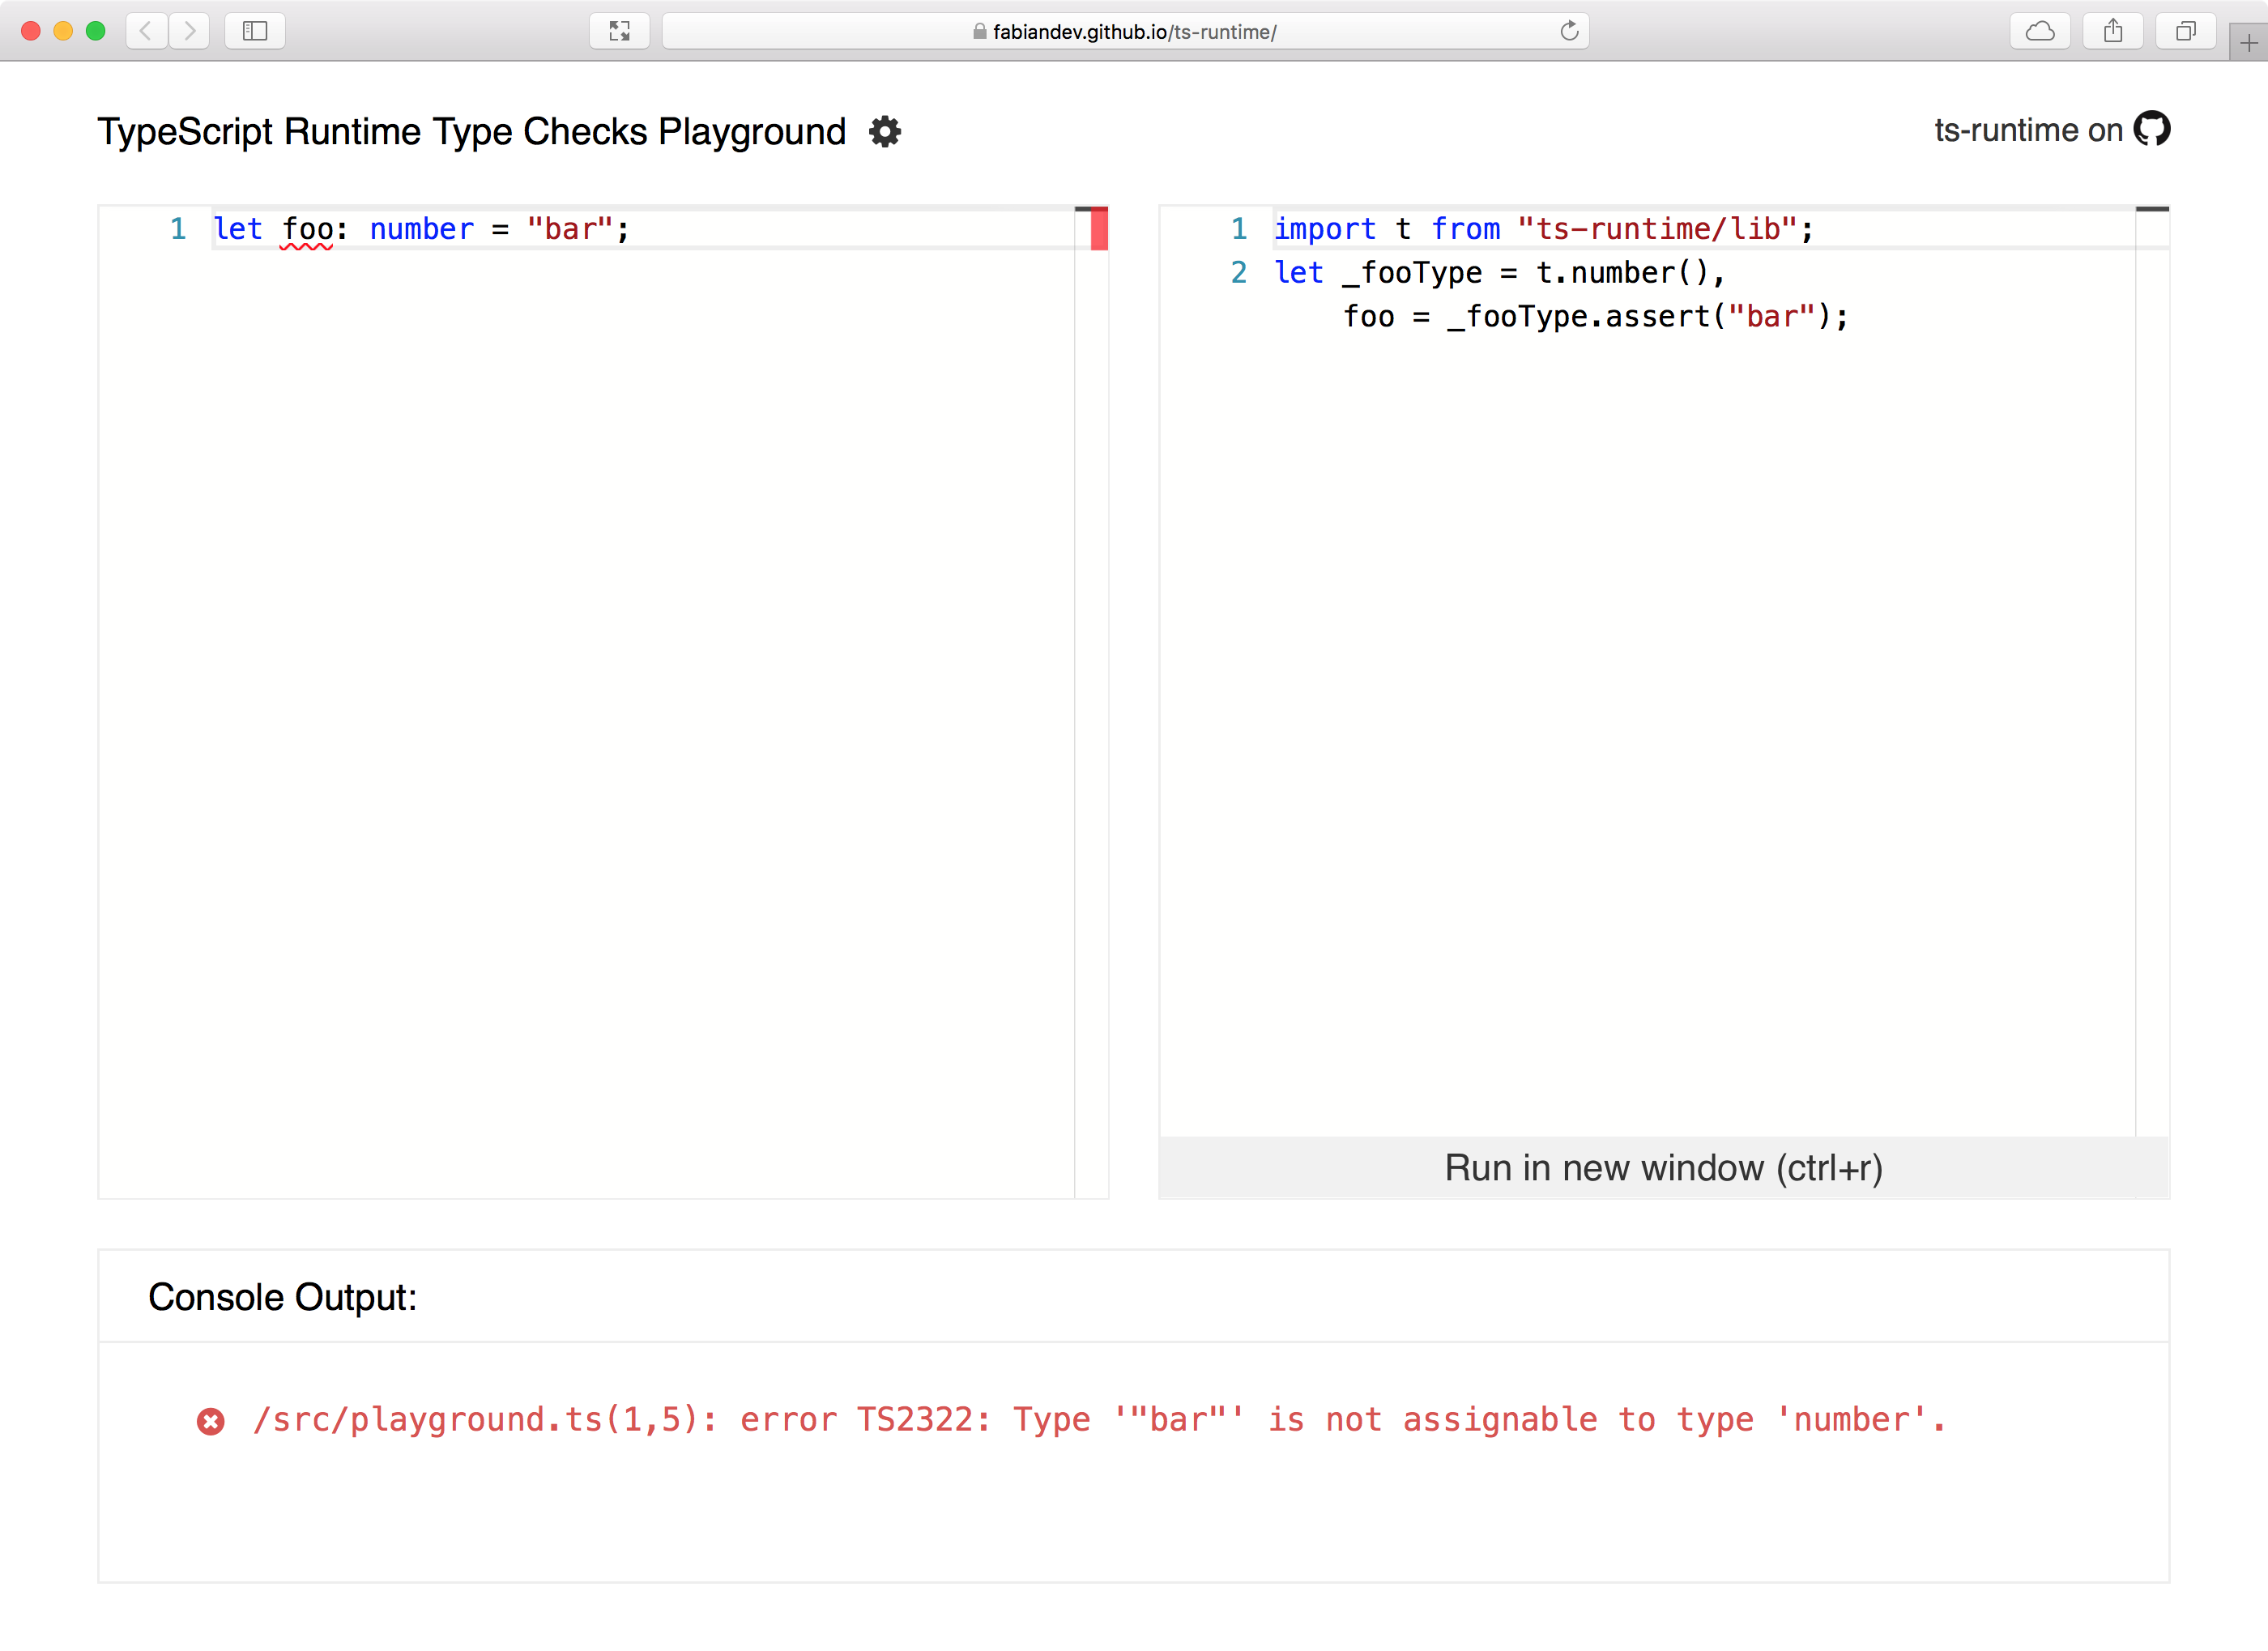 fabiandev.github.io/ts-runtime/
TypeScript Runtime Type Checks Playground
ts-runtime on
1 let foo: number = "bar";
1 import t from "ts-runtime/lib";
2 let _fooType = t.number(),
foo = _fooType.assert("bar");
Run in new window (ctrl+r)
Console Output:
/src/playground.ts(1,5): error TS2322: Type '"bar"' is not assignable to type 'number'.